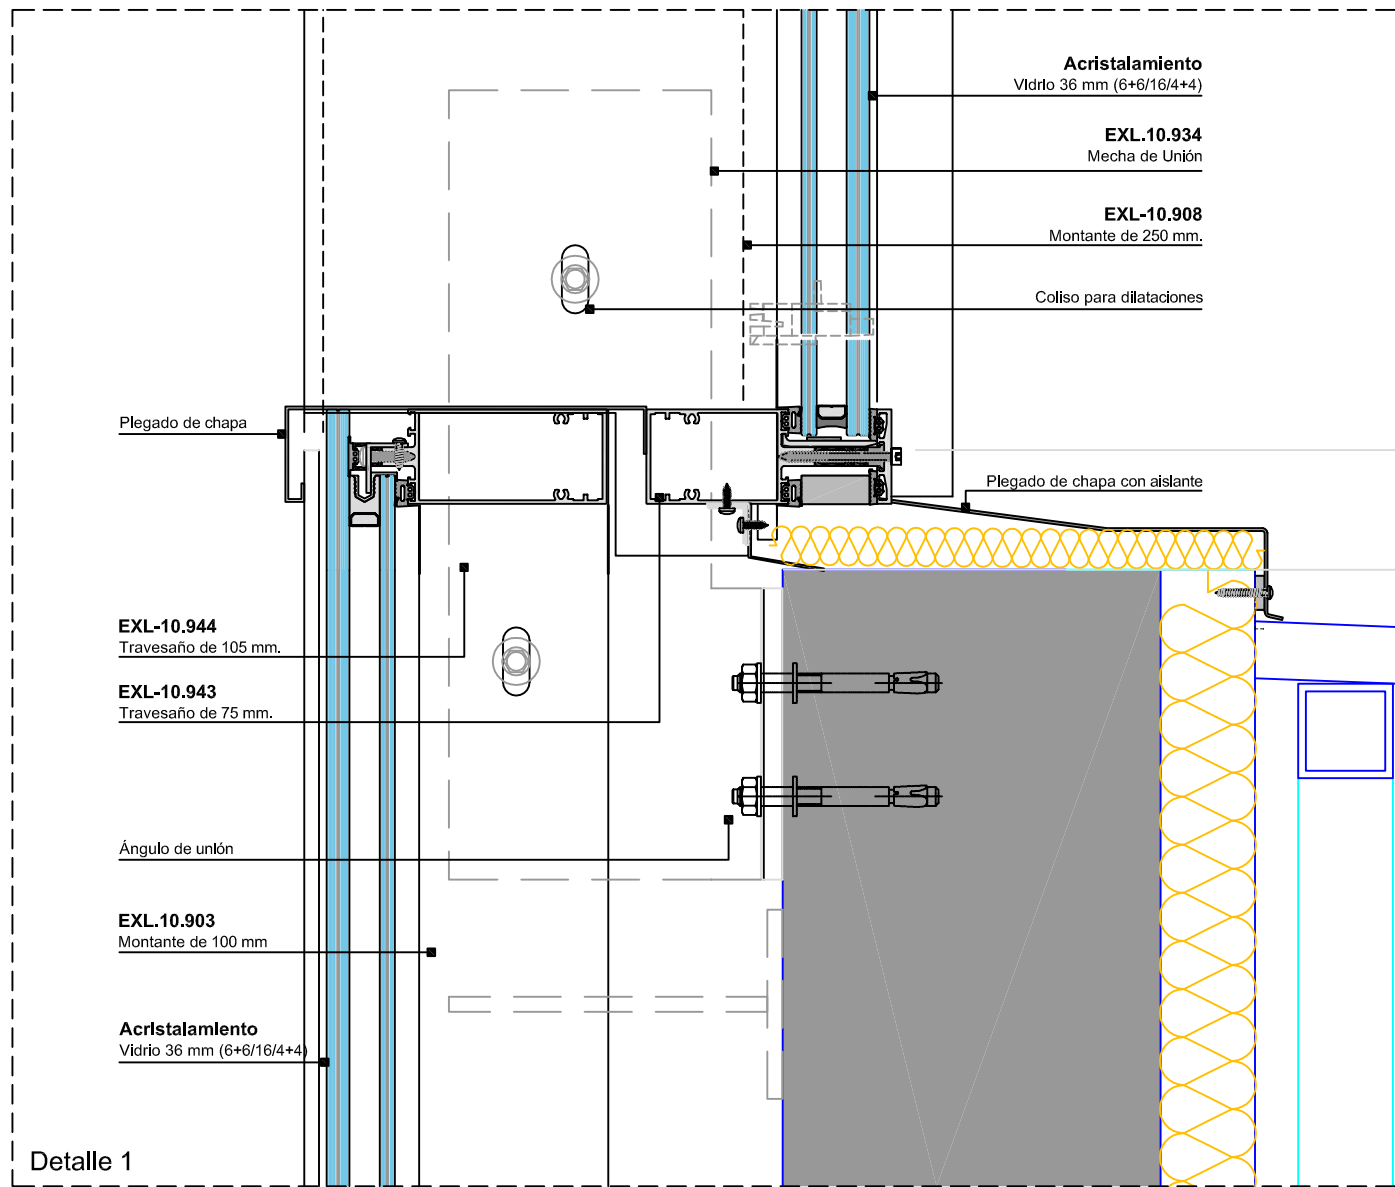 Acristalamiento
Vidrio 36 mm (6+6/16/4+4)
EXL.10.934
Mecha de Unión
EXL-10.908
Montante de 250 mm.
Coliso para dilataciones
Plegado de chapa
Plegado de chapa con aislante
EXL-10.944
Travesaño de 105 mm.
EXL-10.943
Travesaño de 75 mm.
Ángulo de unión
EXL.10.903
Montante de 100 mm
Acristalamiento
Vidrio 36 mm (6+6/16/4+4)
Detalle 1